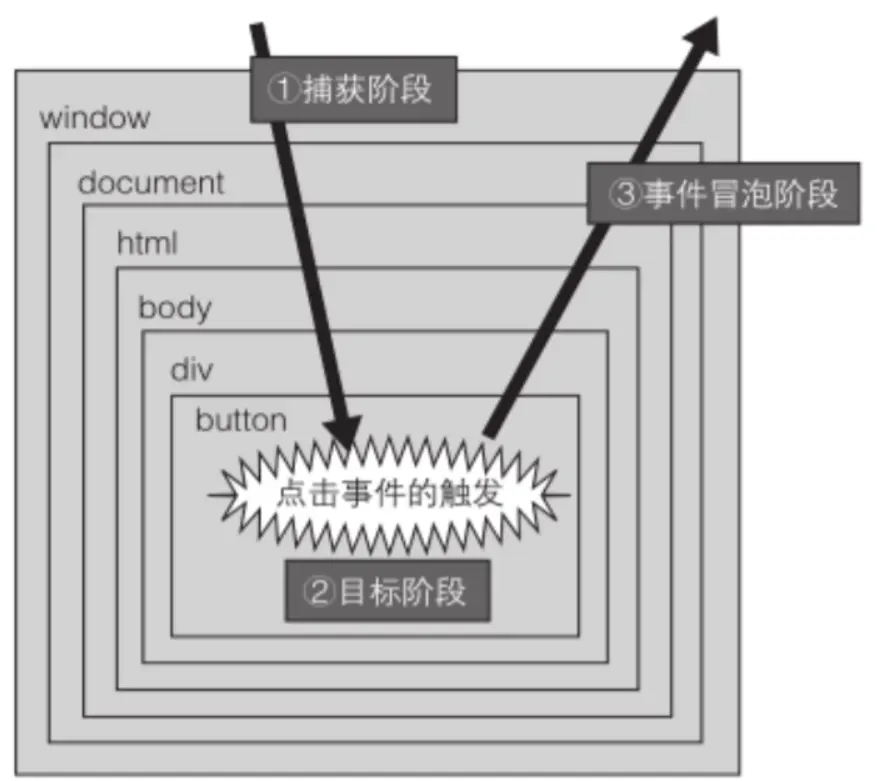 ①捕获阶段
window
document
③事件冒泡阶段
html
body
div
button
点击事件的触发
②目标阶段